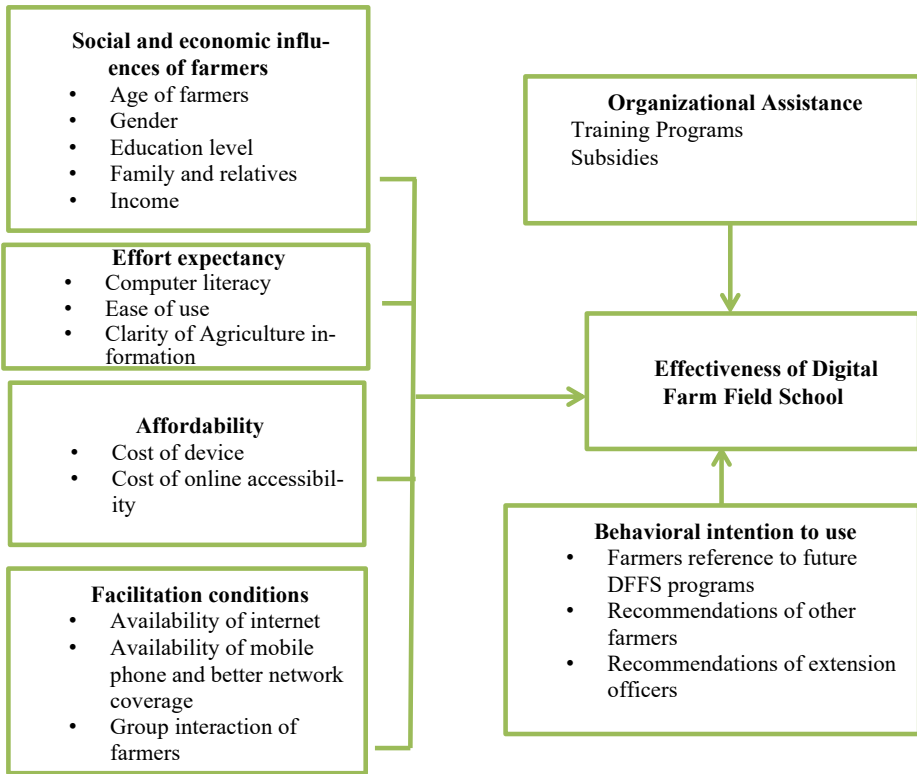 Social and economic influ-
ences of farmers
• Age of farmers
• Gender
• Education level
• Family and relatives
• Income
Effort expectancy
• Computer literacy
• Ease of use
• Clarity of Agriculture in-
formation
Affordability
• Cost of device
• Cost of online accessibil-
ity
Facilitation conditions
• Availability of internet
• Availability of mobile
phone and better network
coverage
• Group interaction of
farmers
Organizational Assistance
Training Programs
Subsidies
Effectiveness of Digital
Farm Field School
Behavioral intention to use
• Farmers reference to future
DFFS programs
• Recommendations of other
farmers
• Recommendations of extension
officers